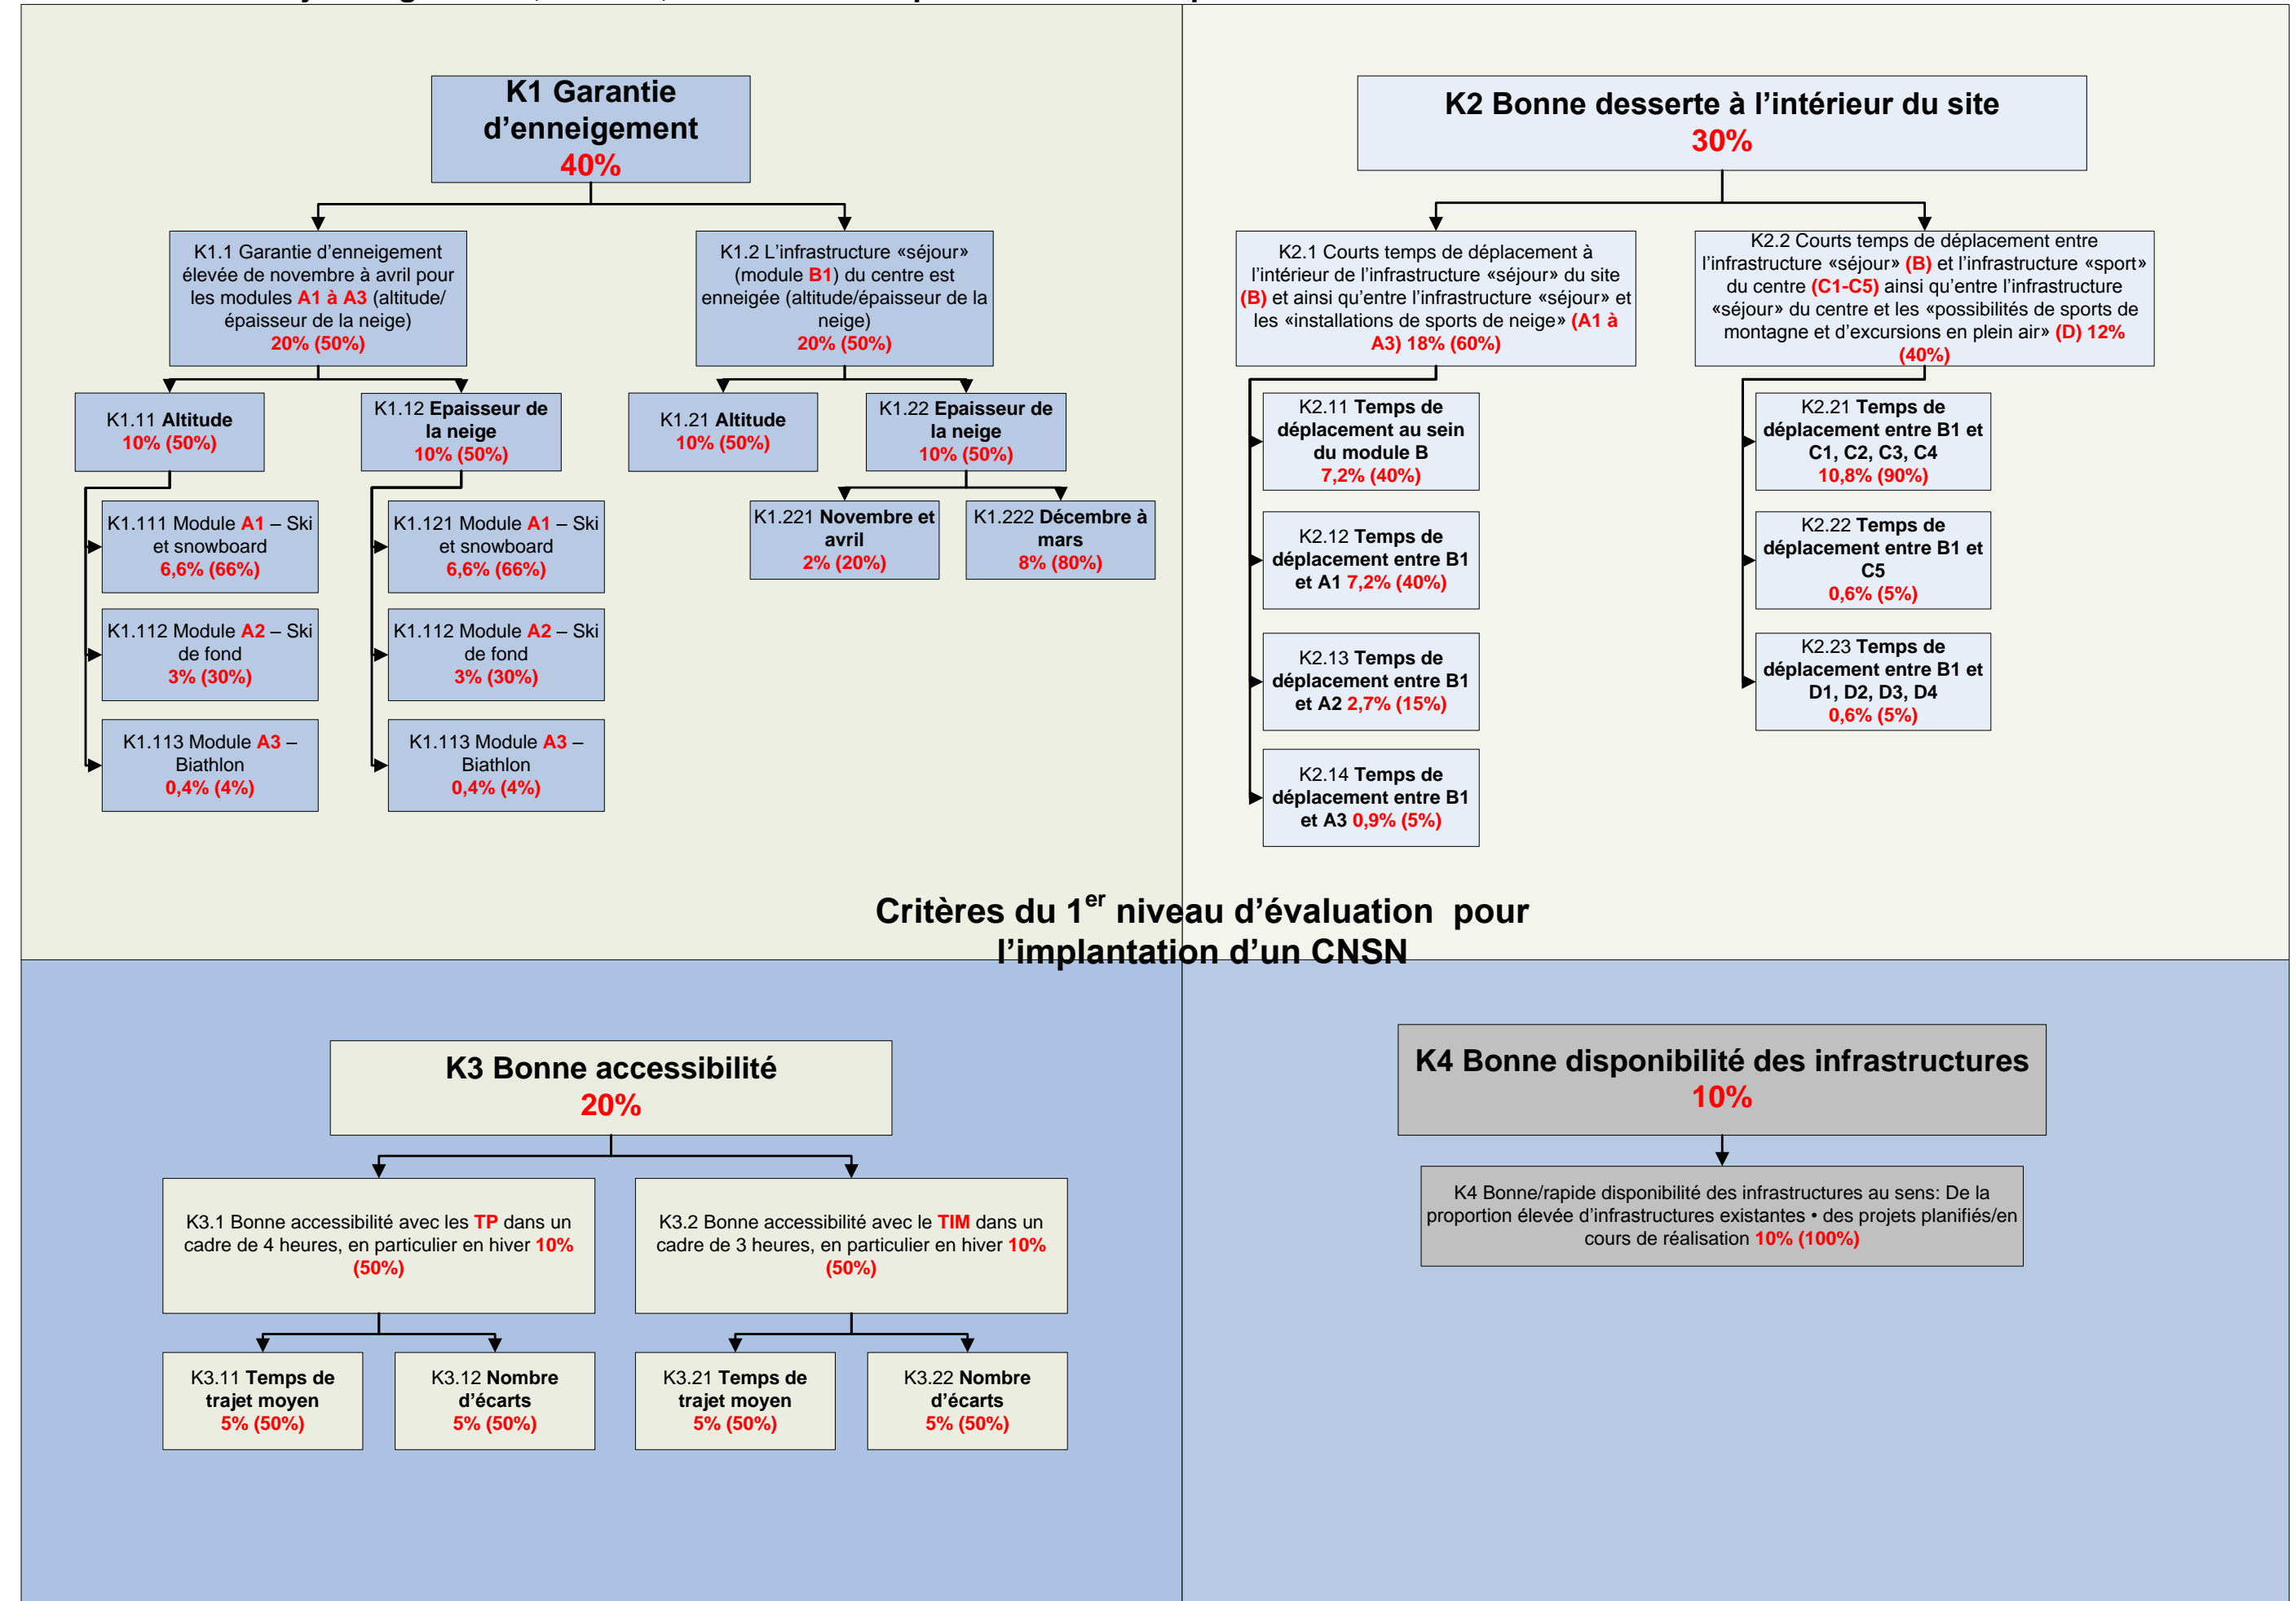 K1 Garantie
d’enneigement
40%
K1.1 Garantie d’enneigement
élevée de novembre à avril pour
les modules A1 à A3 (altitude/
épaisseur de la neige)
20% (50%)
K1.2 L’infrastructure «séjour»
(module B1) du centre est
enneigée (altitude/épaisseur de la
neige)
20% (50%)
K1.11 Altitude
10% (50%)
K1.12 Epaisseur de
la neige
10% (50%)
K1.21 Altitude
10% (50%)
K1.22 Epaisseur de
la neige
10% (50%)
K1.111 Module A1 – Ski
et snowboard
6,6% (66%)
K1.112 Module A2 – Ski
de fond
3% (30%)
K1.113 Module A3 –
Biathlon
0,4% (4%)
K1.121 Module A1 – Ski
et snowboard
6,6% (66%)
K1.112 Module A2 – Ski
de fond
3% (30%)
K1.113 Module A3 –
Biathlon
0,4% (4%)
K1.221 Novembre et
avril
2% (20%)
K1.222 Décembre à
mars
8% (80%)
K2 Bonne desserte à l’intérieur du site
30%
K2.1 Courts temps de déplacement à
l’intérieur de l’infrastructure «séjour» du site
(B) et ainsi qu’entre l’infrastructure «séjour» et
les «installations de sports de neige» (A1 à
A3) 18% (60%)
K2.2 Courts temps de déplacement entre
l’infrastructure «séjour» (B) et l’infrastructure «sport»
du centre (C1-C5) ainsi qu’entre l’infrastructure
«séjour» du centre et les «possibilités de sports de
montagne et d’excursions en plein air» (D) 12%
(40%)
K2.11 Temps de
déplacement au sein
du module B
7,2% (40%)
K2.12 Temps de
déplacement entre B1
et A1 7,2% (40%)
K2.13 Temps de
déplacement entre B1
et A2 2,7% (15%)
K2.14 Temps de
déplacement entre B1
et A3 0,9% (5%)
K2.21 Temps de
déplacement entre B1 et
C1, C2, C3, C4
10,8% (90%)
K2.22 Temps de
déplacement entre B1 et
C5
0,6% (5%)
K2.23 Temps de
déplacement entre B1 et
D1, D2, D3, D4
0,6% (5%)
Critères du 1er niveau d’évaluation pour
l’implantation d’un CNSN
K3 Bonne accessibilité
20%
K3.1 Bonne accessibilité avec les TP dans un
cadre de 4 heures, en particulier en hiver 10%
(50%)
K3.2 Bonne accessibilité avec le TIM dans un
cadre de 3 heures, en particulier en hiver 10%
(50%)
K3.11 Temps de
trajet moyen
5% (50%)
K3.12 Nombre
d’écarts
5% (50%)
K3.21 Temps de
trajet moyen
5% (50%)
K3.22 Nombre
d’écarts
5% (50%)
K4 Bonne disponibilité des infrastructures
10%
K4 Bonne/rapide disponibilité des infrastructures au sens: De la
proportion élevée d’infrastructures existantes • des projets planifiés/en
cours de réalisation 10% (100%)